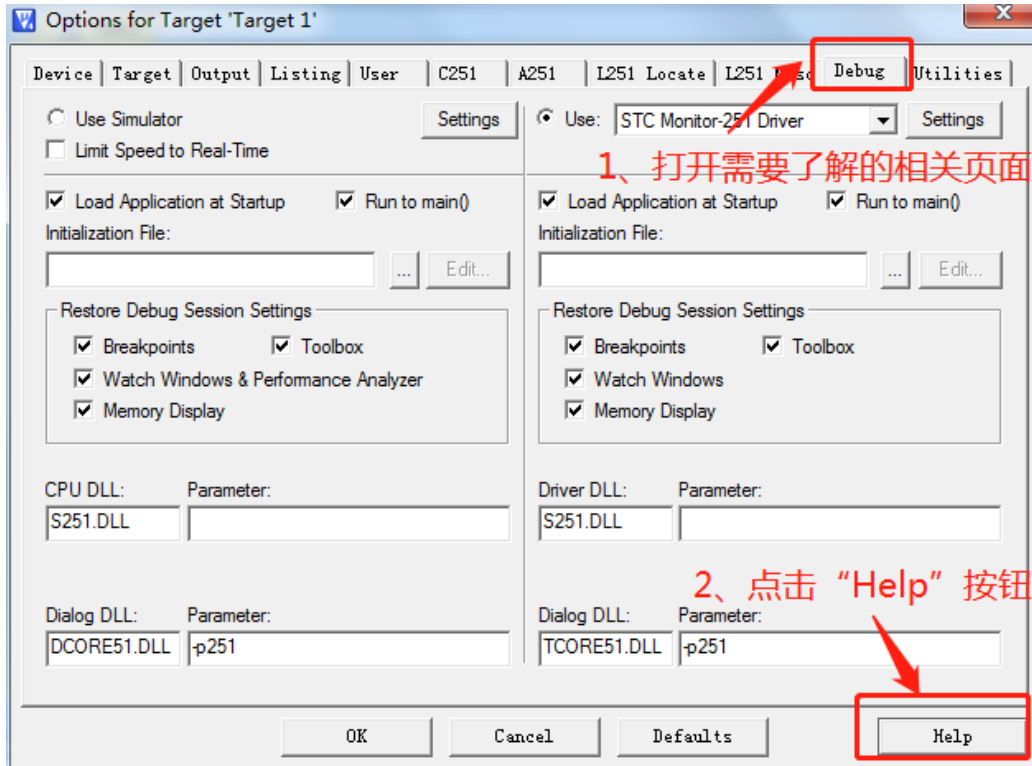 Options for Target 'Target 1'
Device Target Output Listing User C251 A251 L251 Locate L251 Debug Utilities
Use Simulator Settings Use: STC Monitor-251 Driver Settings
Limit Speed to Real-Time
1、打开需要了解的相关页面
Load Application at Startup Run to main() Load Application at Startup Run to main()
Initialization File: Initialization File:
... Edit... ... Edit...
Restore Debug Session Settings Restore Debug Session Settings
Breakpoints Toolbox Breakpoints Toolbox
Watch Windows & Performance Analyzer Watch Windows
Memory Display Memory Display
CPU DLL: Parameter: Driver DLL: Parameter:
S251.DLL S251.DLL
2、点击“Help”按钮
Dialog DLL: Parameter: Dialog DLL: Parameter:
DCORE51.DLL -p251 TCORE51.DLL -p251
OK Cancel Defaults Help